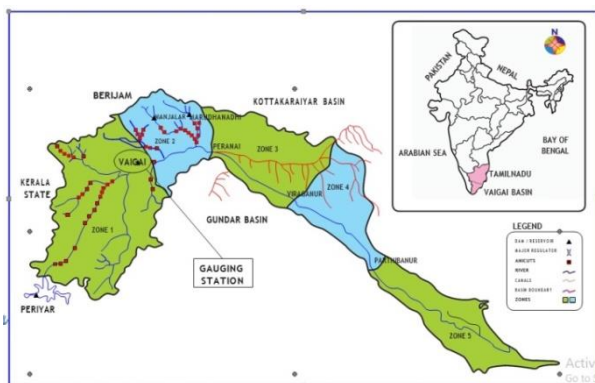 BERIJAM
MANJALAR
MARUDHANADHI
KOTTAKARAIYAR BASIN
ZONE 2
PERANAI
ZONE 3
VAIGAI
KERALA
STATE
VIRAGANUR
ZONE 4
GUNDAR BASIN
ZONE 1
GAUGING
STATION
PARTHIBANUR
PERIYAR
ZONE 5
N
PAKISTAN
NEPAL
ARABIAN SEA
BAY OF
BENGAL
TAMILNADU
VAIGAI BASIN
LEGEND
DAM / RESERVOIR
MAJOR REGULATOR
ANICUTS
RIVER
CANALS
BASIN BOUNDARY
ZONES
Activ
Go to S